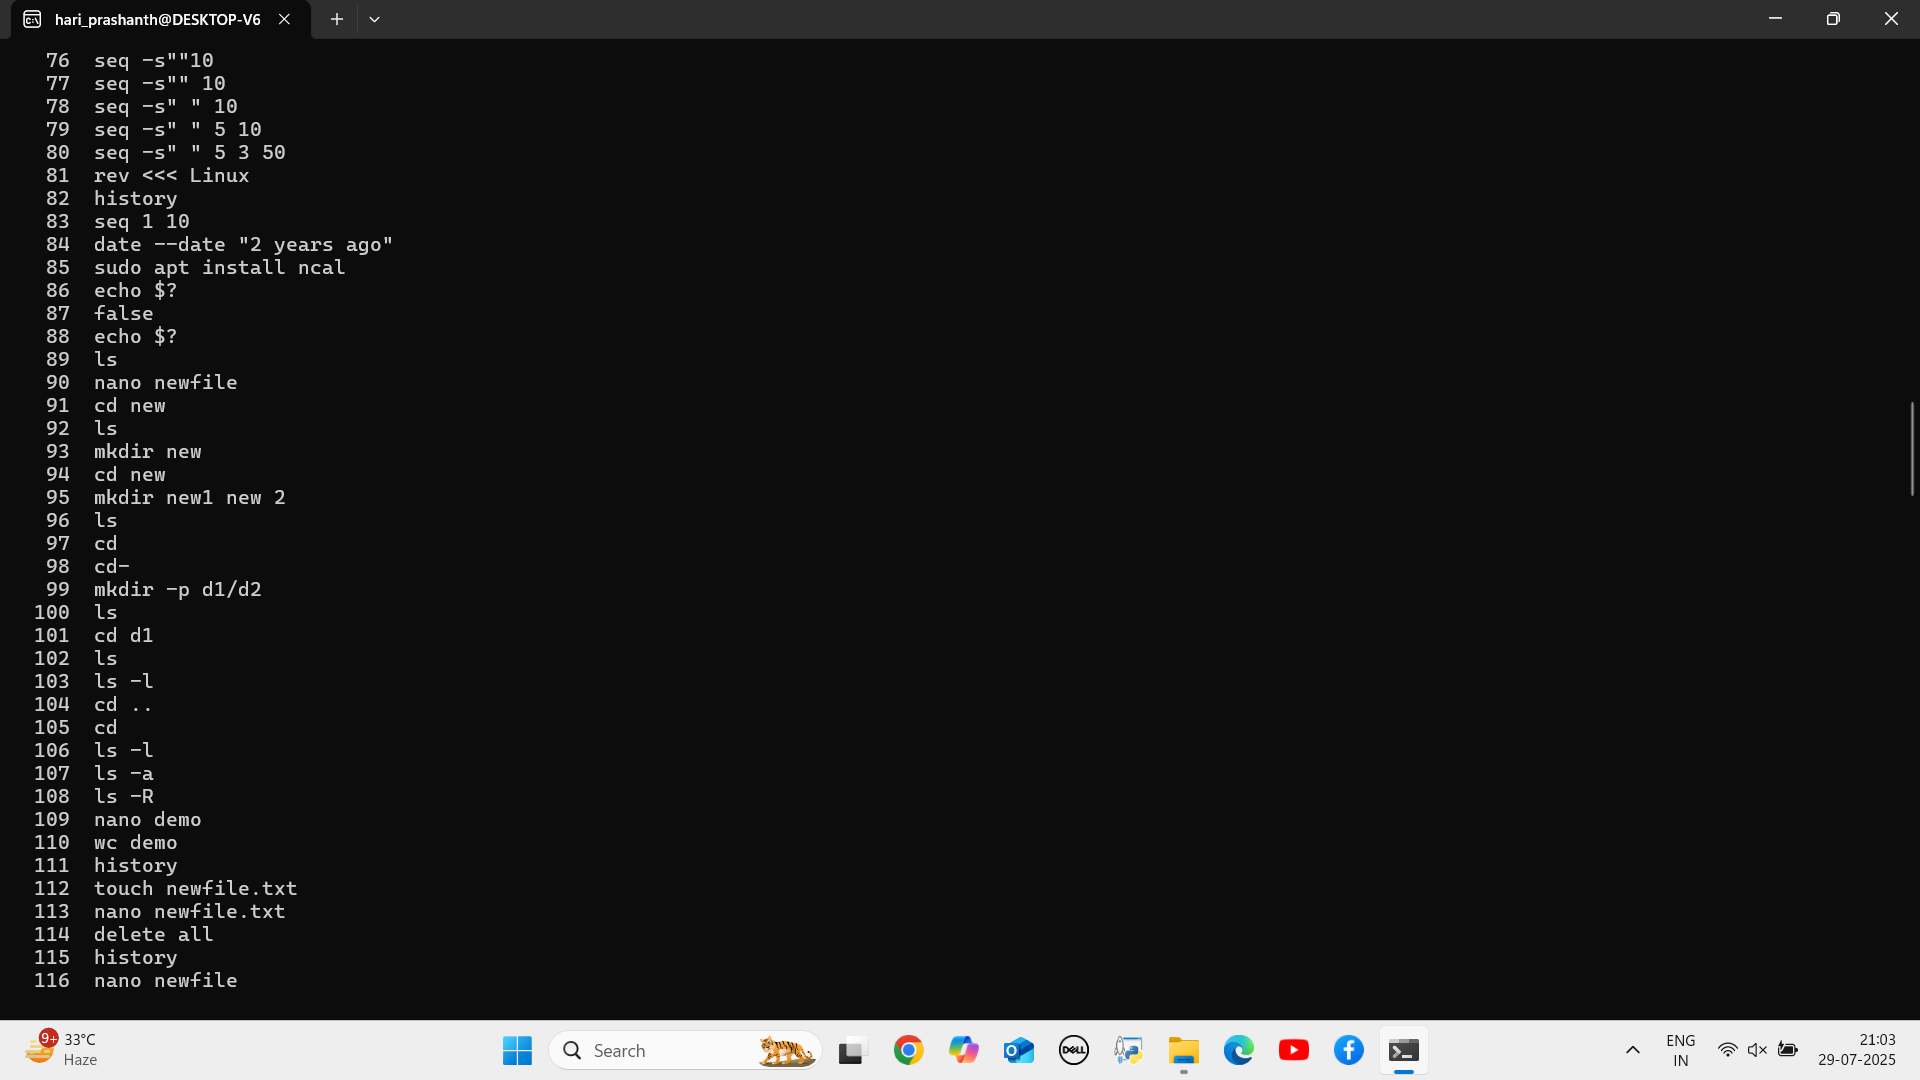 hari_prashanth@DESKTOP-V6
76 seq -s""10
77 seq -s"" 10
78 seq -s" " 10
79 seq -s" " 5 10
80 seq -s" " 5 3 50
81 rev <<< Linux
82 history
83 seq 1 10
84 date --date "2 years ago"
85 sudo apt install ncal
86 echo $?
87 false
88 echo $?
89 ls
90 nano newfile
91 cd new
92 ls
93 mkdir new
94 cd new
95 mkdir new1 new 2
96 ls
97 cd
98 cd-
99 mkdir -p d1/d2
100 ls
101 cd d1
102 ls
103 ls -l
104 cd ..
105 cd
106 ls -l
107 ls -a
108 ls -R
109 nano demo
110 wc demo
111 history
112 touch newfile.txt
113 nano newfile.txt
114 delete all
115 history
116 nano newfile
9+ 33°C
Haze
Search
DELL
ENG
IN
21:03
29-07-2025